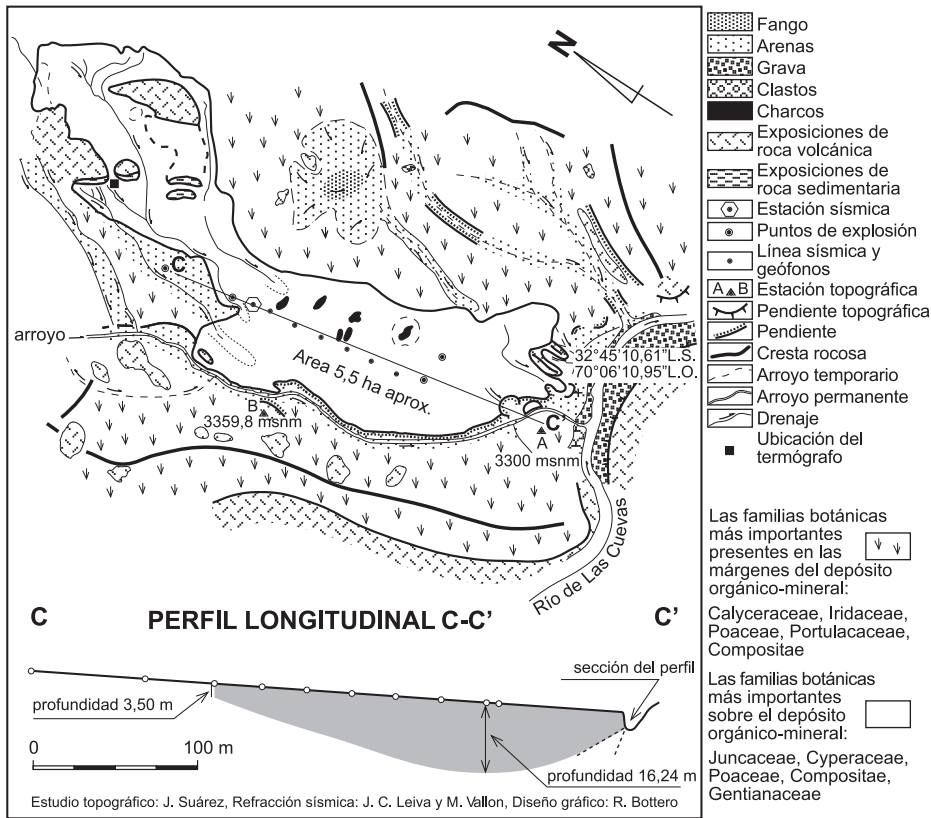 N
C
arroyo
Area 5,5 ha aprox.
32°45'10,61"L.S.
70°06'10,95"L.O.
B
3359,8 msnm
C'
A
3300 msnm
Río de Las Cuevas
C
PERFIL LONGITUDINAL C-C'
C'
sección del perfil
profundidad 3,50 m
0
100 m
profundidad 16,24 m
Estudio topográfico: J. Suárez, Refracción sísmica: J. C. Leiva y M. Vallon, Diseño gráfico: R. Bottero
Fango
Arenas
Grava
Clastos
Charcos
Exposiciones de
roca volcánica
Exposiciones de
roca sedimentaria
Estación sísmica
Puntos de explosión
Línea sísmica y
geófonos
A B Estación topográfica
Pendiente topográfica
Pendiente
Cresta rocosa
Arroyo temporario
Arroyo permanente
Drenaje
Ubicación del
termógrafo
Las familias botánicas
más importantes
presentes en las
márgenes del depósito
orgánico-mineral:
Calyceraceae, Iridaceae,
Poaceae, Portulacaceae,
Compositae
Las familias botánicas
más importantes
sobre el depósito
orgánico-mineral:
Juncaceae, Cyperaceae,
Poaceae, Compositae,
Gentianaceae